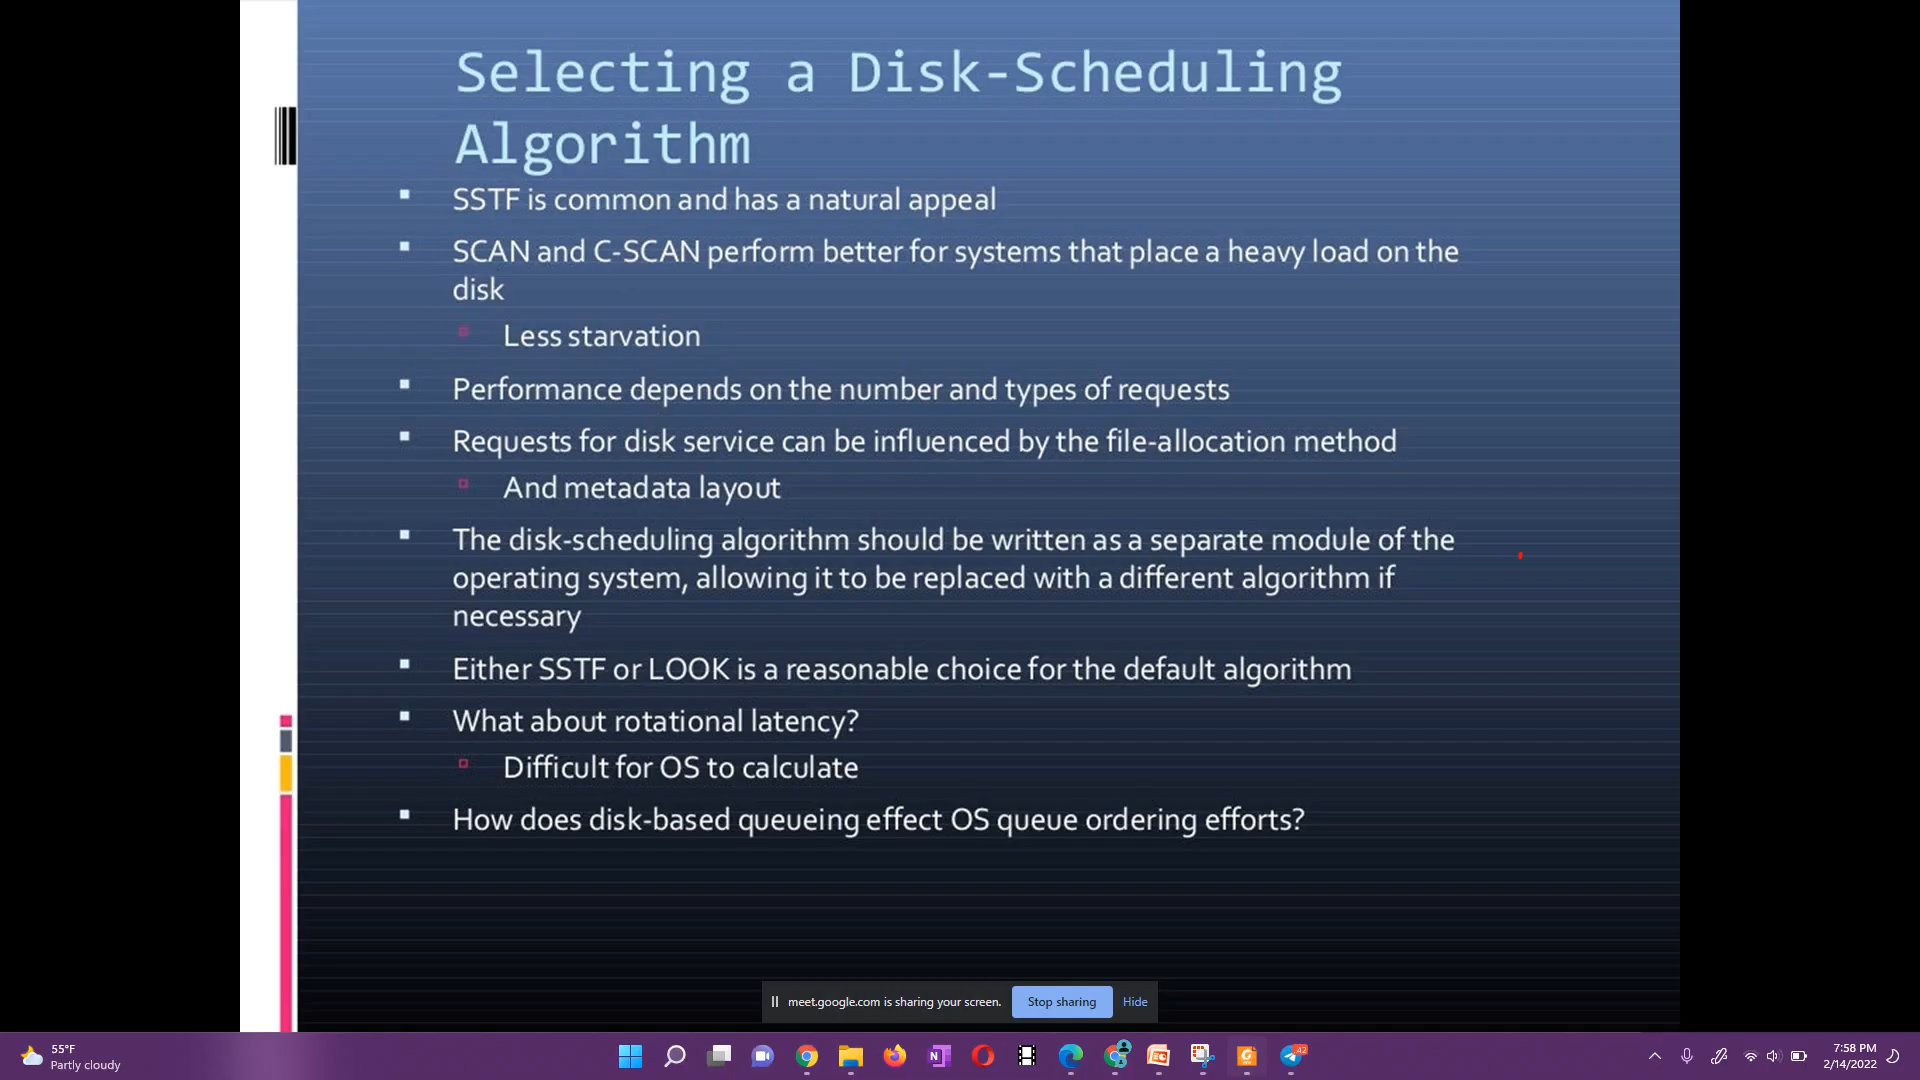 Selecting a Disk-Scheduling
Algorithm
SSTF is common and has a natural appeal
SCAN and C-SCAN perform better for systems that place a heavy load on the
disk
Less starvation
Performance depends on the number and types of requests
Requests for disk service can be influenced by the file-allocation method
And metadata layout
The disk-scheduling algorithm should be written as a separate module of the
operating system, allowing it to be replaced with a different algorithm if
necessary
Either SSTF or LOOK is a reasonable choice for the default algorithm
What about rotational latency?
Difficult for OS to calculate
How does disk-based queueing effect OS queue ordering efforts?
meet.google.com is sharing your screen. Stop sharing Hide
55°F
Partly cloudy
42
7:58 PM
2/14/2022